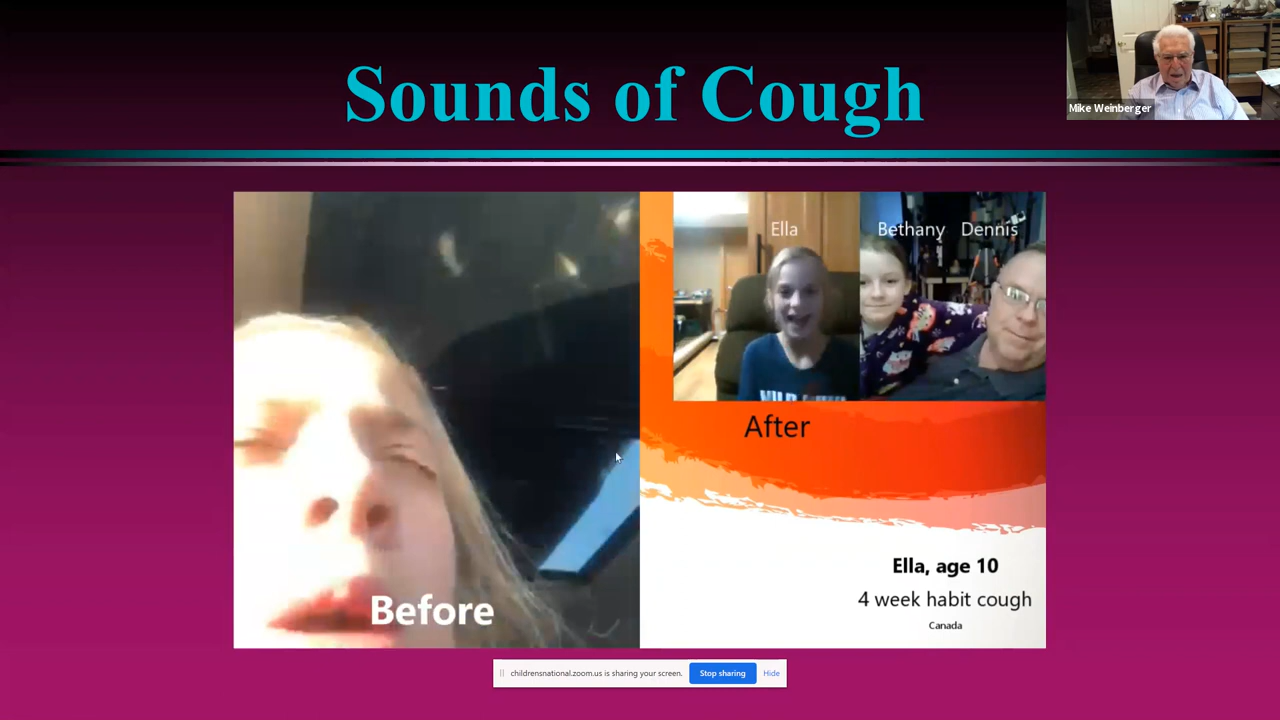 Sounds of Cough
Mike Weinberger
Ella
Bethany Dennis
After
Before
Ella, age 10
4 week habit cough
Canada
childrensnational.zoom.us is sharing your screen. Stop sharing Hide